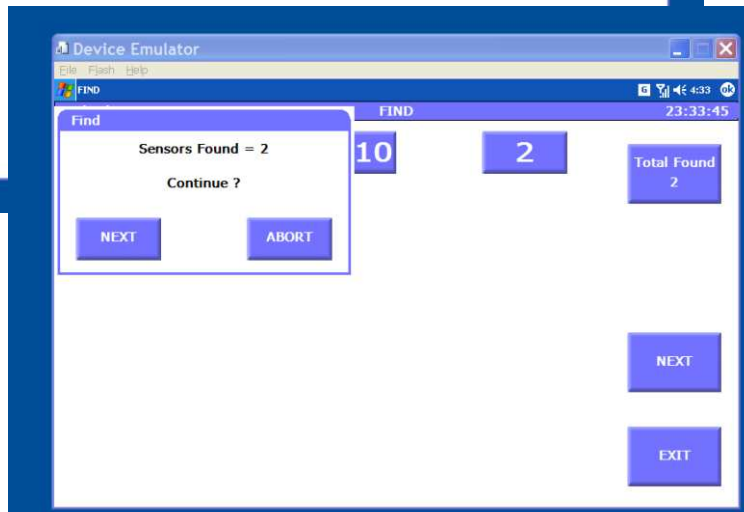 Device Emulator
File Flash Help
FIND
G 4:33 ok
FIND 23:33:45
Find
Sensors Found = 2
Continue ?
NEXT ABORT
10 2
Total Found
2
NEXT
EXIT